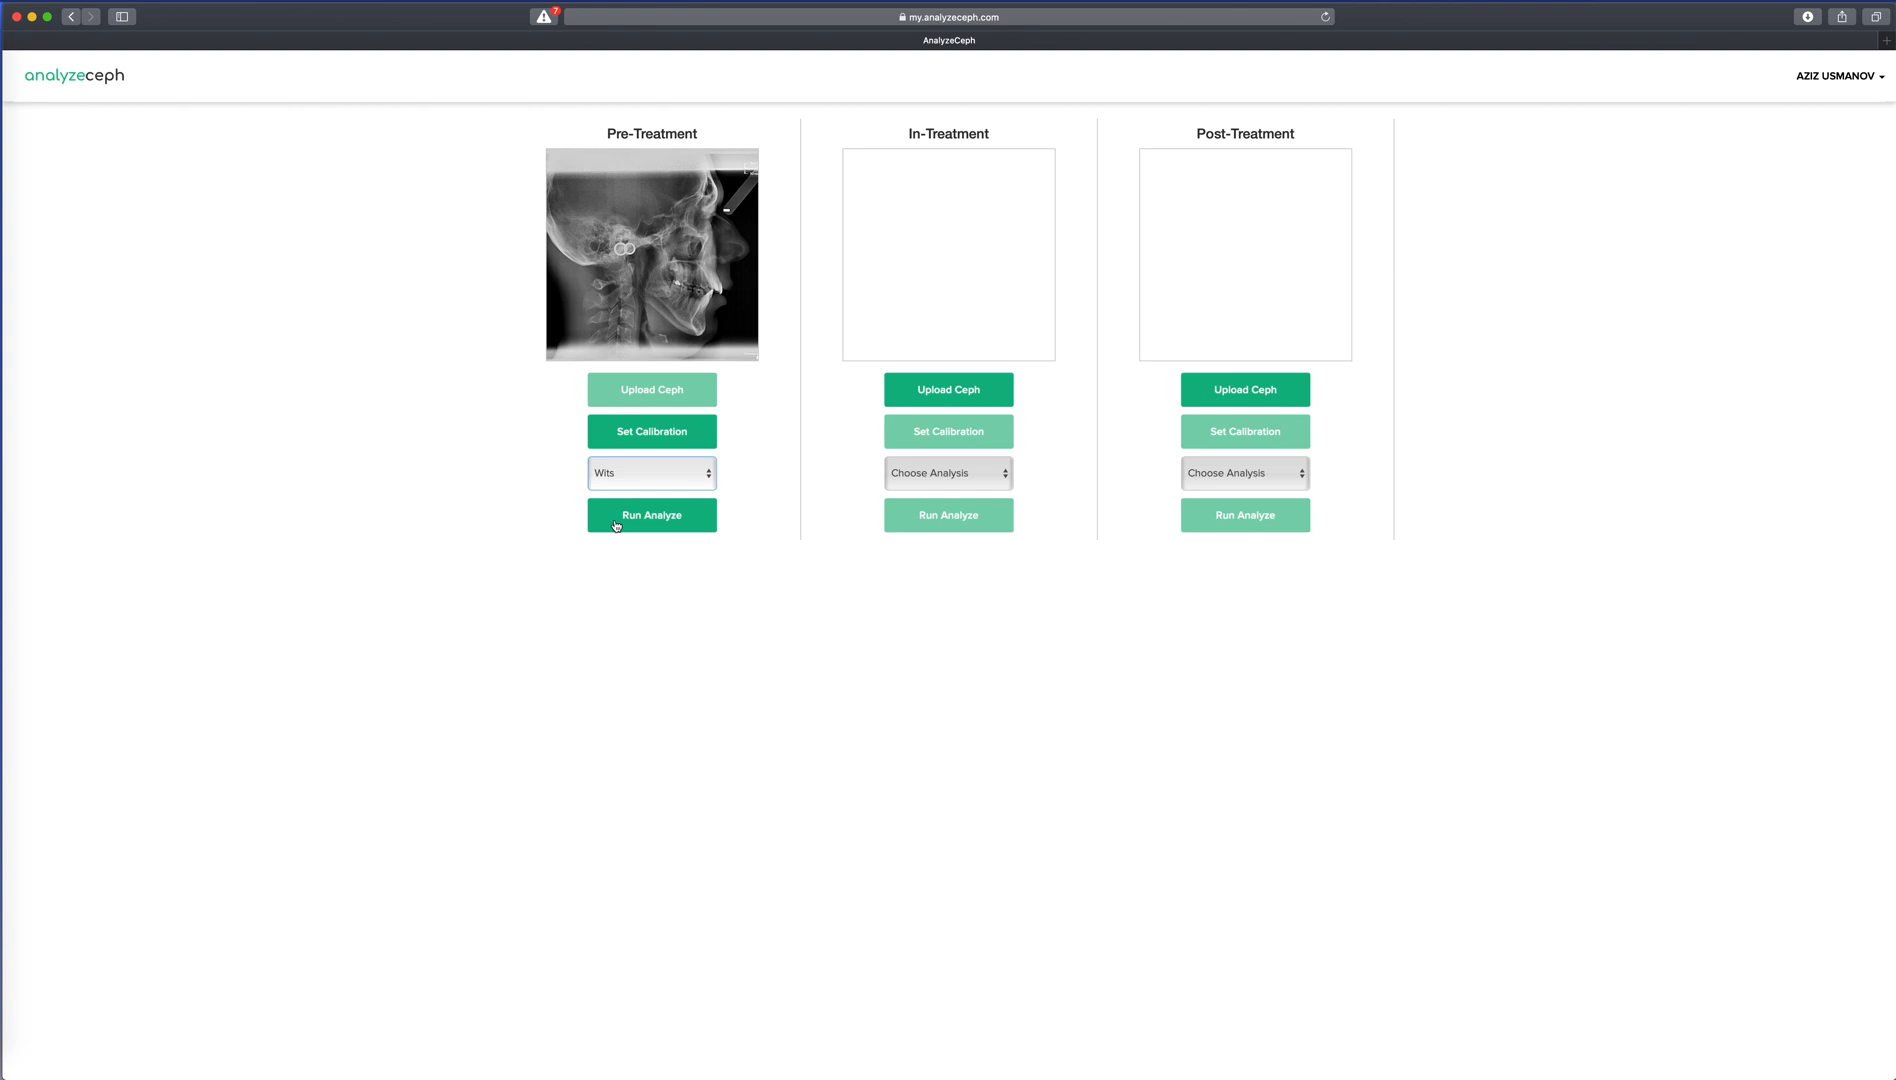 7
my.analyzeceph.com
AnalyzeCeph
analyzeceph
AZIZ USMANOV
Pre-Treatment
In-Treatment
Post-Treatment
Upload Ceph
Upload Ceph
Upload Ceph
Set Calibration
Set Calibration
Set Calibration
Wits
Choose Analysis
Choose Analysis
Run Analyze
Run Analyze
Run Analyze